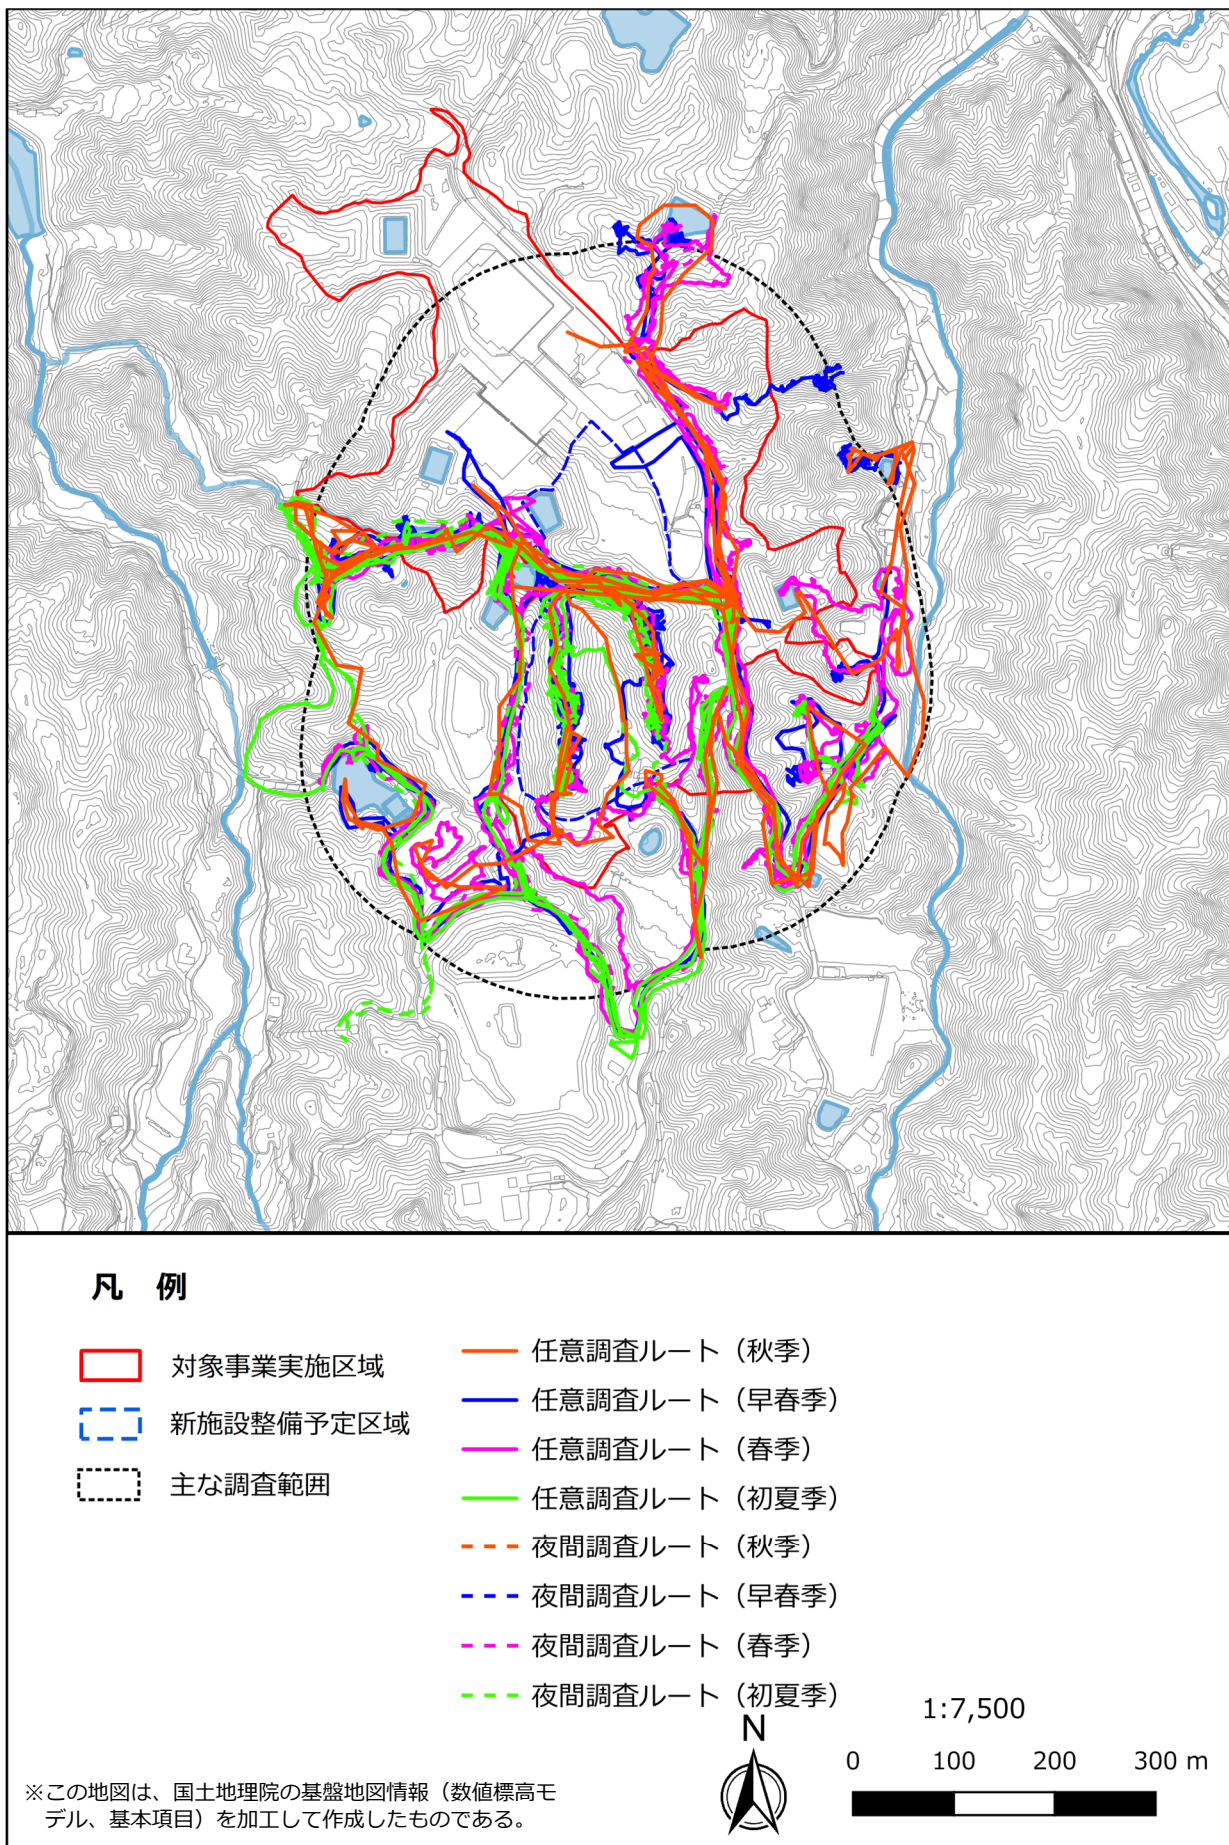 凡 例
対象事業実施区域
新施設整備予定区域
主な調査範囲
任意調査ルート（秋季）
任意調査ルート（早春季）
任意調査ルート（春季）
任意調査ルート（初夏季）
夜間調査ルート（秋季）
夜間調査ルート（早春季）
夜間調査ルート（春季）
夜間調査ルート（初夏季）
1:7,500
N
0 100 200 300 m
※この地図は、国土地理院の基盤地図情報（数値標高モ
デル、基本項目）を加工して作成したものである。